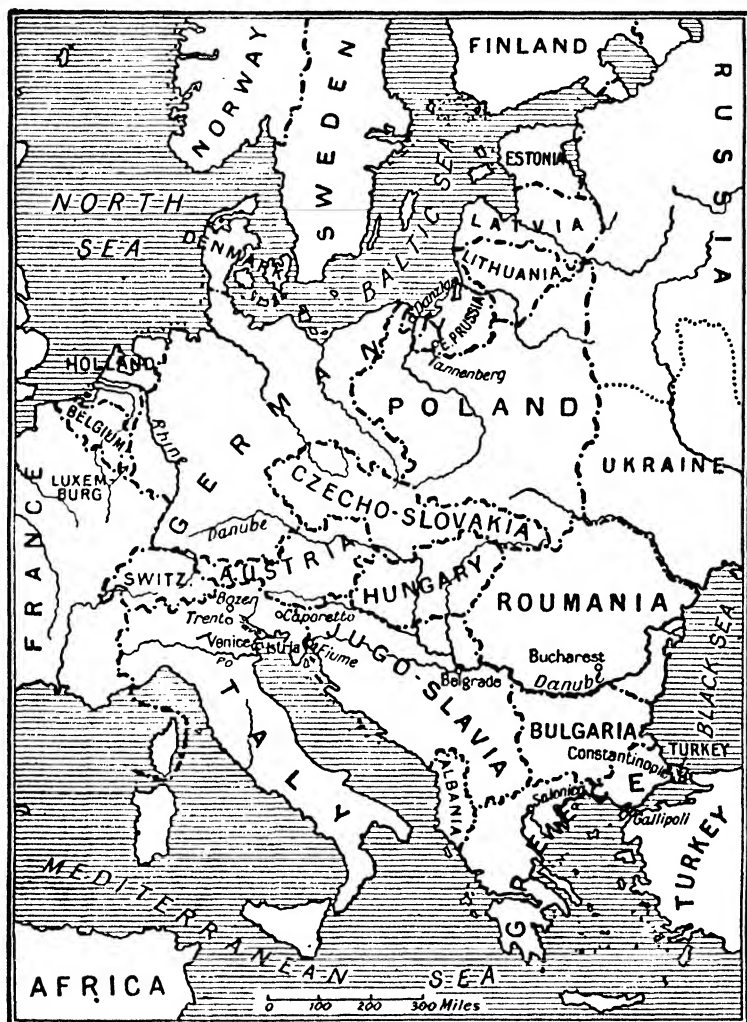 FINLAND
NORWAY
SWEDEN
RUSSIA
ESTONIA
NORTH
SEA
BALTIC SEA
LATVIA
DENMARK
LITHUANIA
Danzig
E. PRUSSIA
Tannenberg
HOLLAND
BELGIUM
Rhine
GERMANY
POLAND
LUXEM-
BURG
UKRAINE
CZECHO-SLOVAKIA
FRANCE
Danube
AUSTRIA
SWITZ.
HUNGARY
ROUMANIA
Bozen
Trento
Caporetto
Venice
Istria
Fiume
Po
JUGO-SLAVIA
Belgrade
Bucharest
Danube
BLACK SEA
ITALY
BULGARIA
Constantinople
TURKEY
ALBANIA
Salonica
Gallipoli
GREECE
TURKEY
MEDITERRANEAN SEA
AFRICA
0 100 200 300 Miles